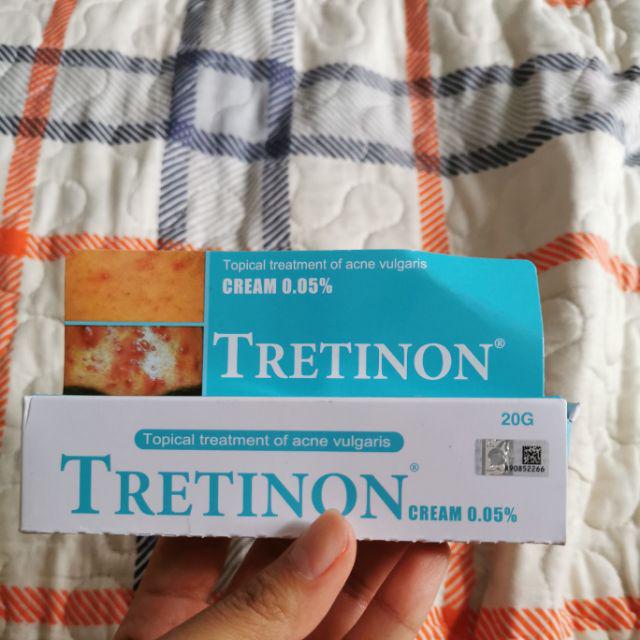 Topical treatment of acne vulgaris
CREAM 0.05%
TRETINON®
20G
Topical treatment of acne vulgaris
TRETINON® CREAM 0.05%